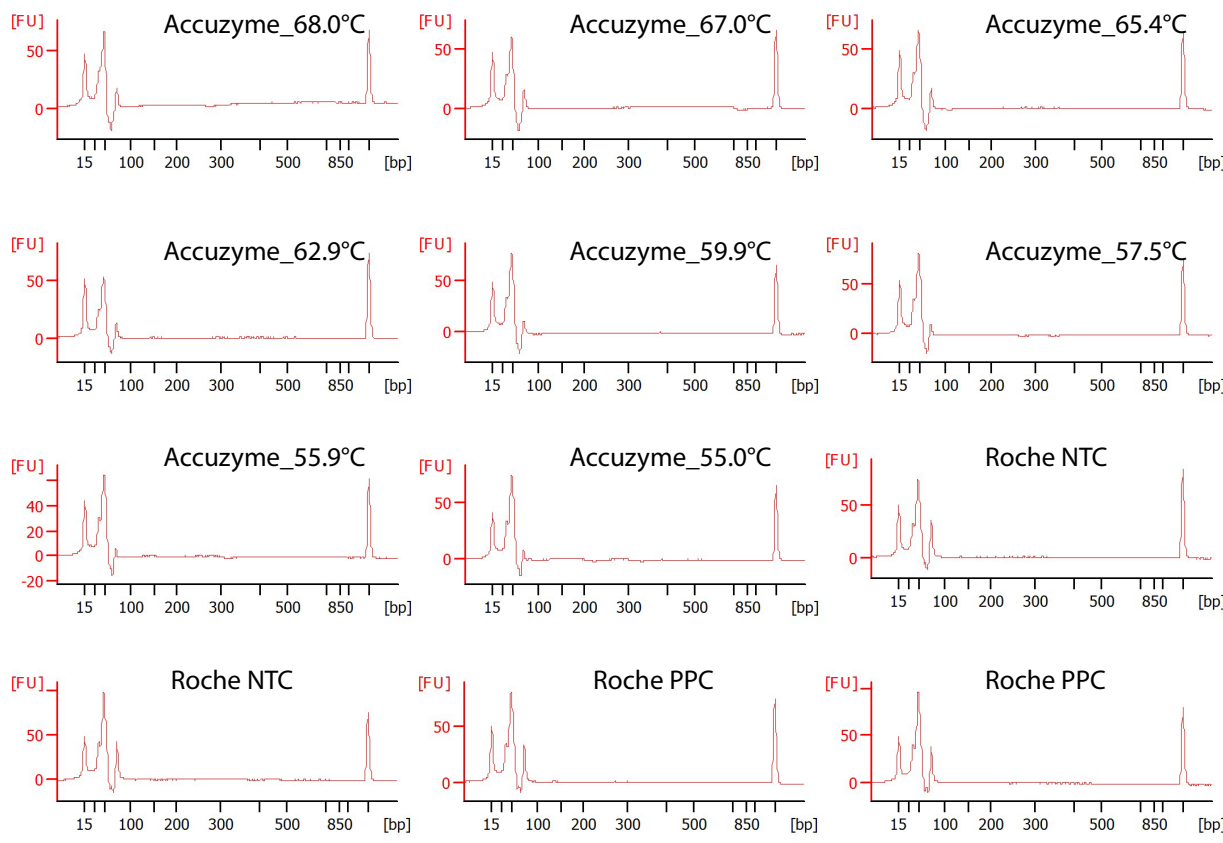 [FU] Accuzyme_68.0°C
50
0
15 100 200 300 500 850 [bp]
[FU] Accuzyme_67.0°C
50
0
15 100 200 300 500 850 [bp]
[FU] Accuzyme_65.4°C
50
0
15 100 200 300 500 850 [bp]
[FU] Accuzyme_62.9°C
50
0
15 100 200 300 500 850 [bp]
[FU] Accuzyme_59.9°C
50
0
15 100 200 300 500 850 [bp]
[FU] Accuzyme_57.5°C
50
0
15 100 200 300 500 850 [bp]
[FU] Accuzyme_55.9°C
40
20
0
-20
15 100 200 300 500 850 [bp]
[FU] Accuzyme_55.0°C
50
0
15 100 200 300 500 850 [bp]
[FU] Roche NTC
50
0
15 100 200 300 500 850 [bp]
[FU] Roche NTC
50
0
15 100 200 300 500 850 [bp]
[FU] Roche PPC
50
0
15 100 200 300 500 850 [bp]
[FU] Roche PPC
50
0
15 100 200 300 500 850 [bp]